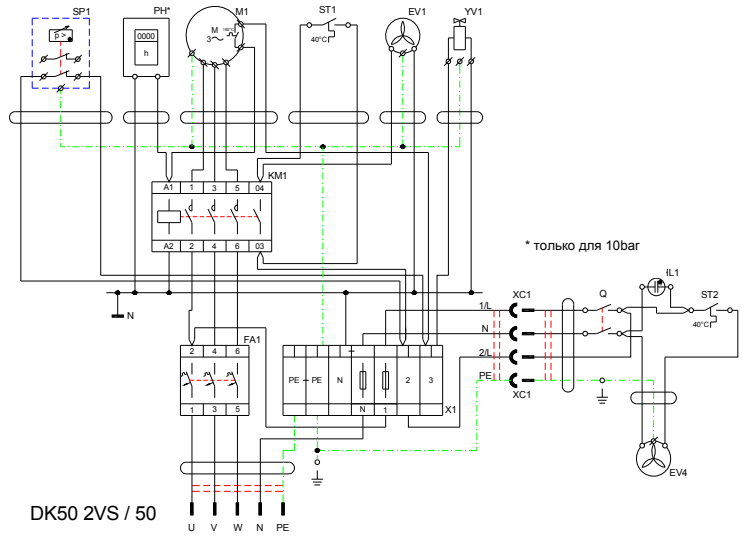 SP1
PH*
M1
ST1
EV1
YV1
p >
0000
h
M
3~
40°C
KM1
A1 1 3 5 04
A2 2 4 6 03
* только для 10bar
N
1/L
N
2/L
PE
XC1
XC1
Q
HL1
ST2
40°C
FA1
2 4 6
1 3 5
PE PE N 2 3
N 1
X1
EV4
DK50 2VS / 50
U V W N PE